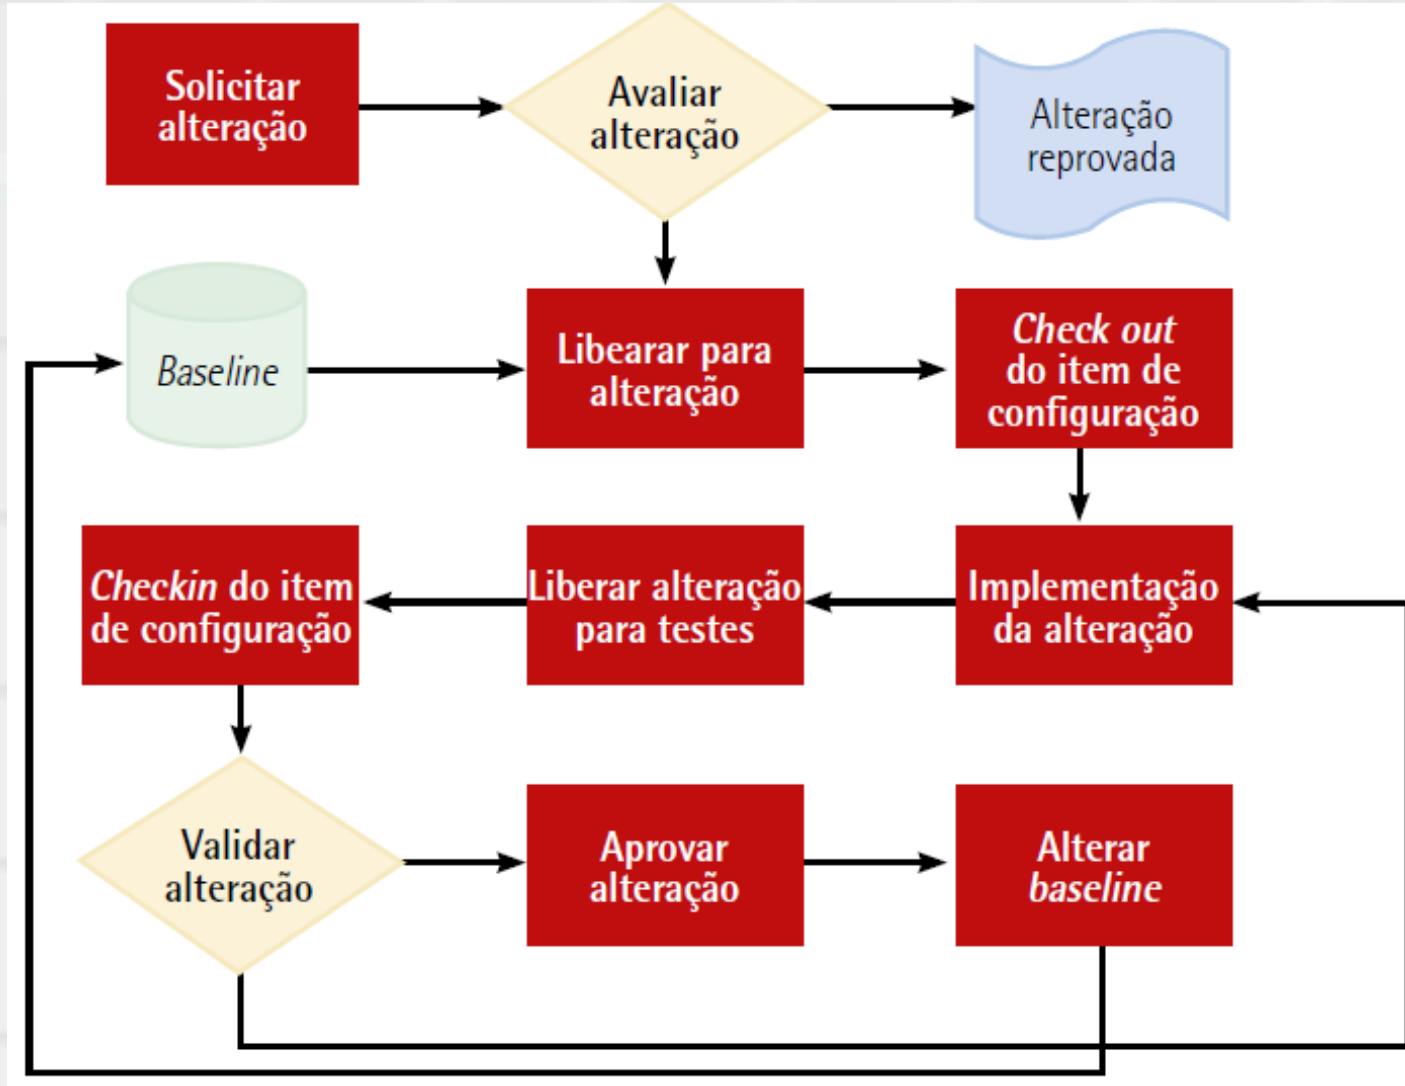 Solicitar
alteração
Avaliar
alteração
Alteração
reprovada
Baseline
Libearar para
alteração
Check out
do item de
configuração
Checkin do item
de configuração
Liberar alteração
para testes
Implementação
da alteração
Validar
alteração
Aprovar
alteração
Alterar
baseline